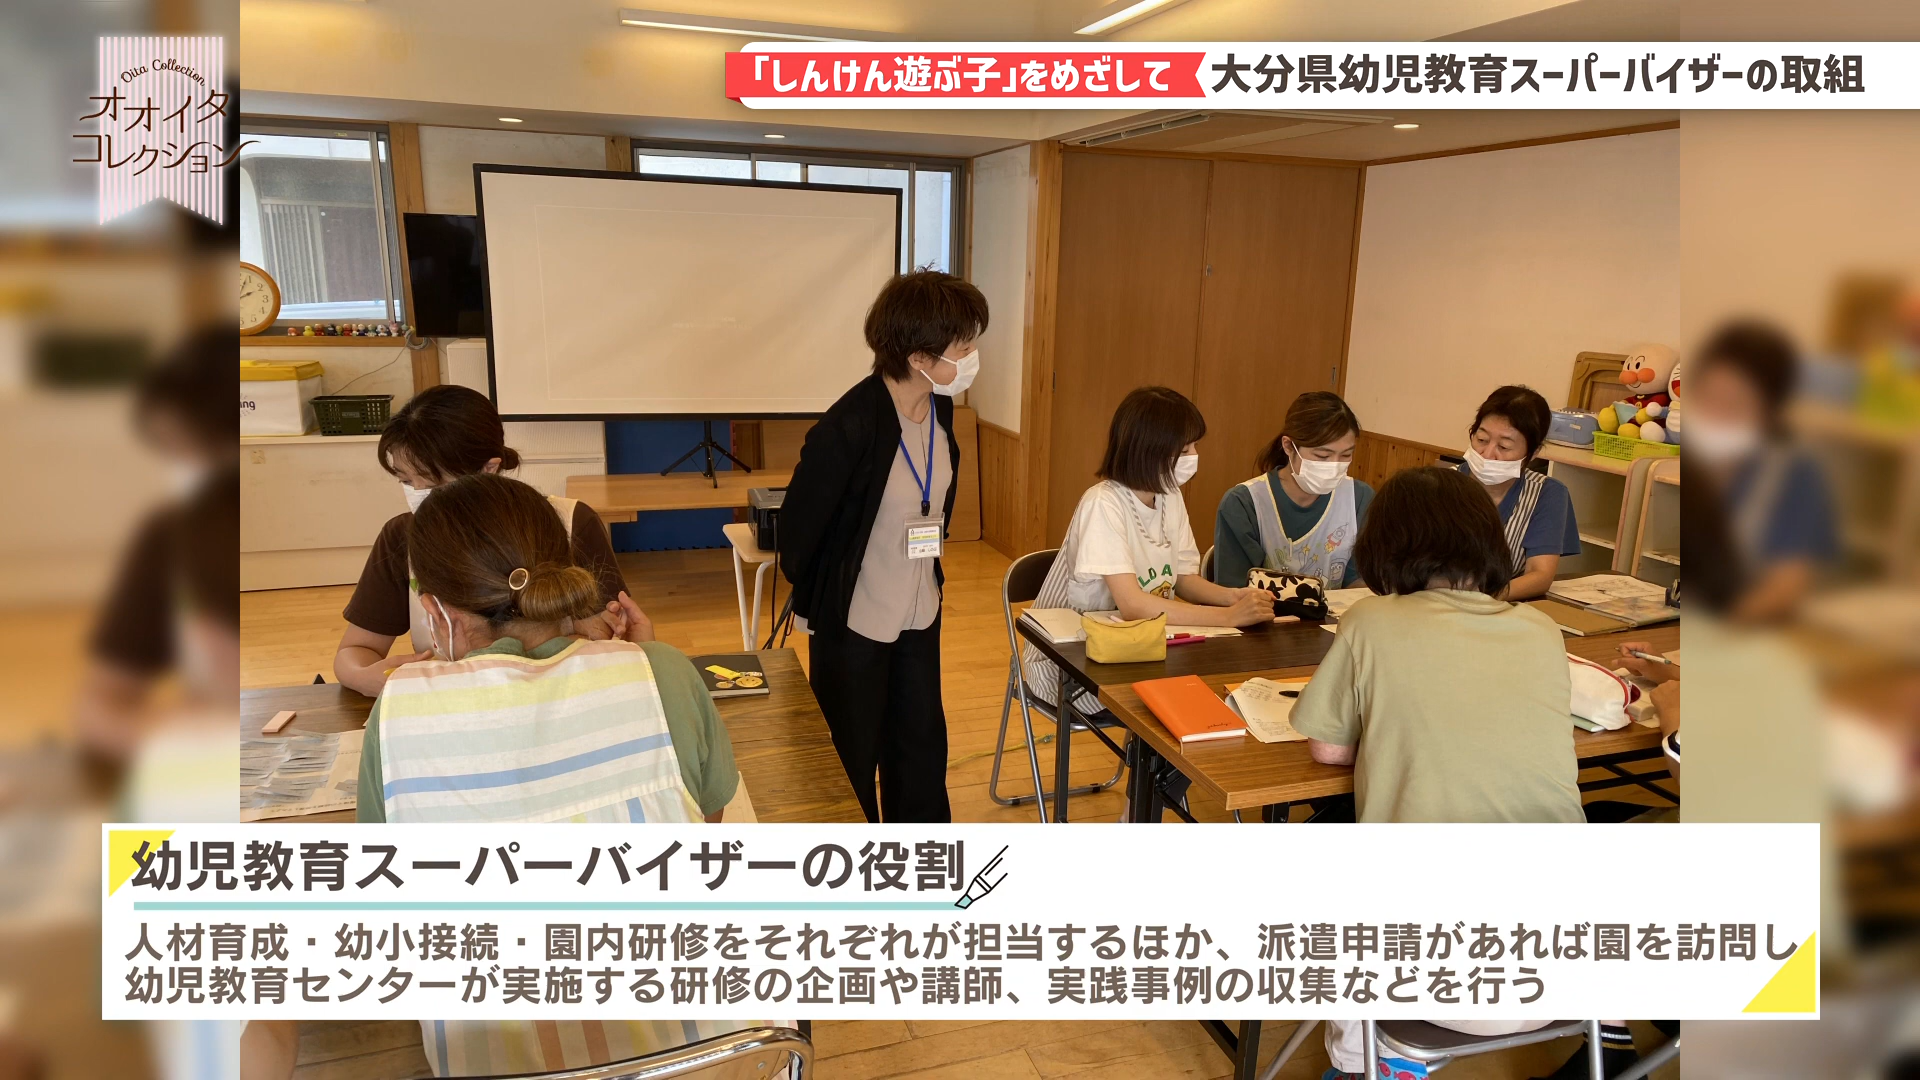 Oita Collection
オオイタ
コレクション
「しんけん遊ぶ子」をめざして 大分県幼児教育スーパーバイザーの取組
幼児教育スーパーバイザーの役割
人材育成・幼小接続・園内研修をそれぞれが担当するほか、派遣申請があれば園を訪問し
幼児教育センターが実施する研修の企画や講師、実践事例の収集などを行う